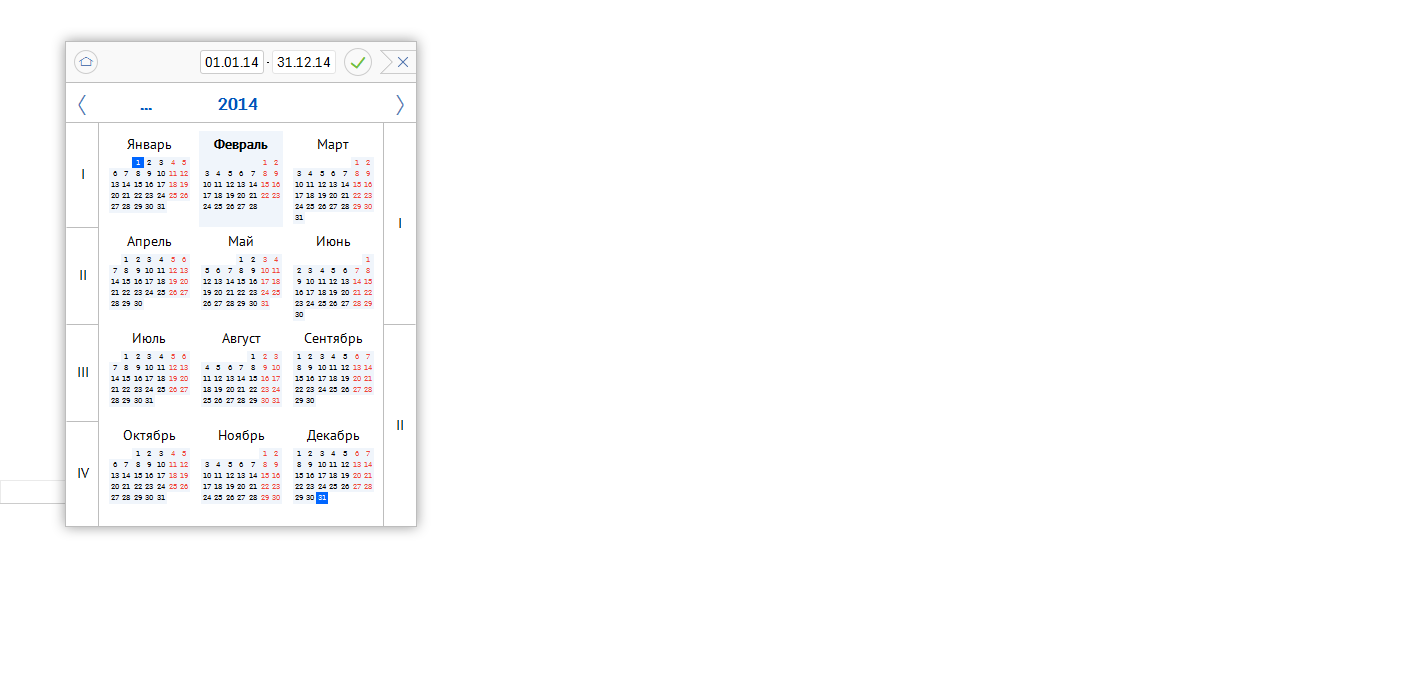 01.01.14 - 31.12.14
... 2014
I
II
III
IV
I
II
Январь
1 2 3 4 5
6 7 8 9 10 11 12
13 14 15 16 17 18 19
20 21 22 23 24 25 26
27 28 29 30 31
Февраль
1 2
3 4 5 6 7 8 9
10 11 12 13 14 15 16
17 18 19 20 21 22 23
24 25 26 27 28
Март
1 2
3 4 5 6 7 8 9
10 11 12 13 14 15 16
17 18 19 20 21 22 23
24 25 26 27 28 29 30
31
Апрель
1 2 3 4 5 6
7 8 9 10 11 12 13
14 15 16 17 18 19 20
21 22 23 24 25 26 27
28 29 30
Май
1 2 3 4
5 6 7 8 9 10 11
12 13 14 15 16 17 18
19 20 21 22 23 24 25
26 27 28 29 30 31
Июнь
1
2 3 4 5 6 7 8
9 10 11 12 13 14 15
16 17 18 19 20 21 22
23 24 25 26 27 28 29
30
Июль
1 2 3 4 5 6
7 8 9 10 11 12 13
14 15 16 17 18 19 20
21 22 23 24 25 26 27
28 29 30 31
Август
1 2 3
4 5 6 7 8 9 10
11 12 13 14 15 16 17
18 19 20 21 22 23 24
25 26 27 28 29 30 31
Сентябрь
1 2 3 4 5 6 7
8 9 10 11 12 13 14
15 16 17 18 19 20 21
22 23 24 25 26 27 28
29 30
Октябрь
1 2 3 4 5
6 7 8 9 10 11 12
13 14 15 16 17 18 19
20 21 22 23 24 25 26
27 28 29 30 31
Ноябрь
1 2
3 4 5 6 7 8 9
10 11 12 13 14 15 16
17 18 19 20 21 22 23
24 25 26 27 28 29 30
Декабрь
1 2 3 4 5 6 7
8 9 10 11 12 13 14
15 16 17 18 19 20 21
22 23 24 25 26 27 28
29 30 31